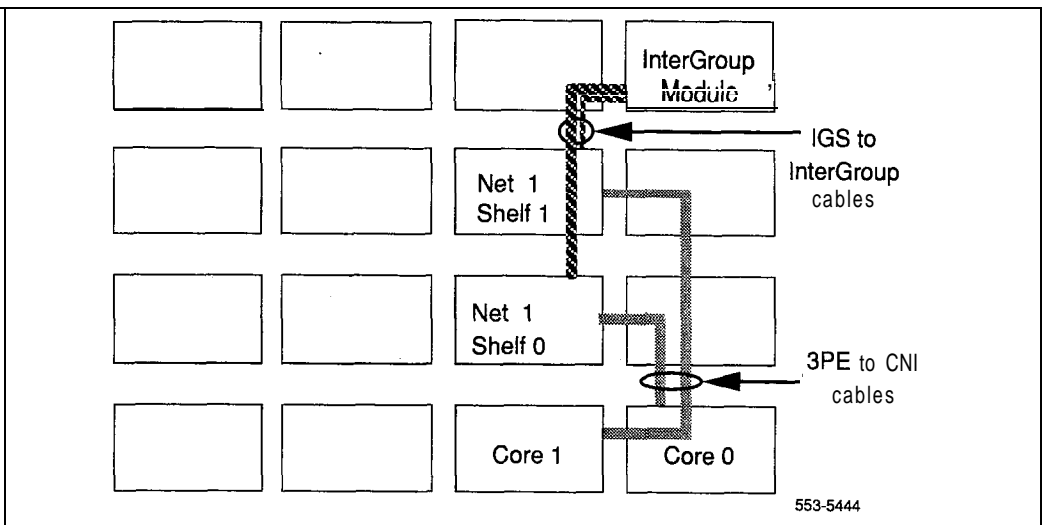 InterGroup
Module
IGS to
InterGroup
cables
Net 1
Shelf 1
Net 1
Shelf 0
3PE to CNI
cables
Core 1
Core 0
553-5444